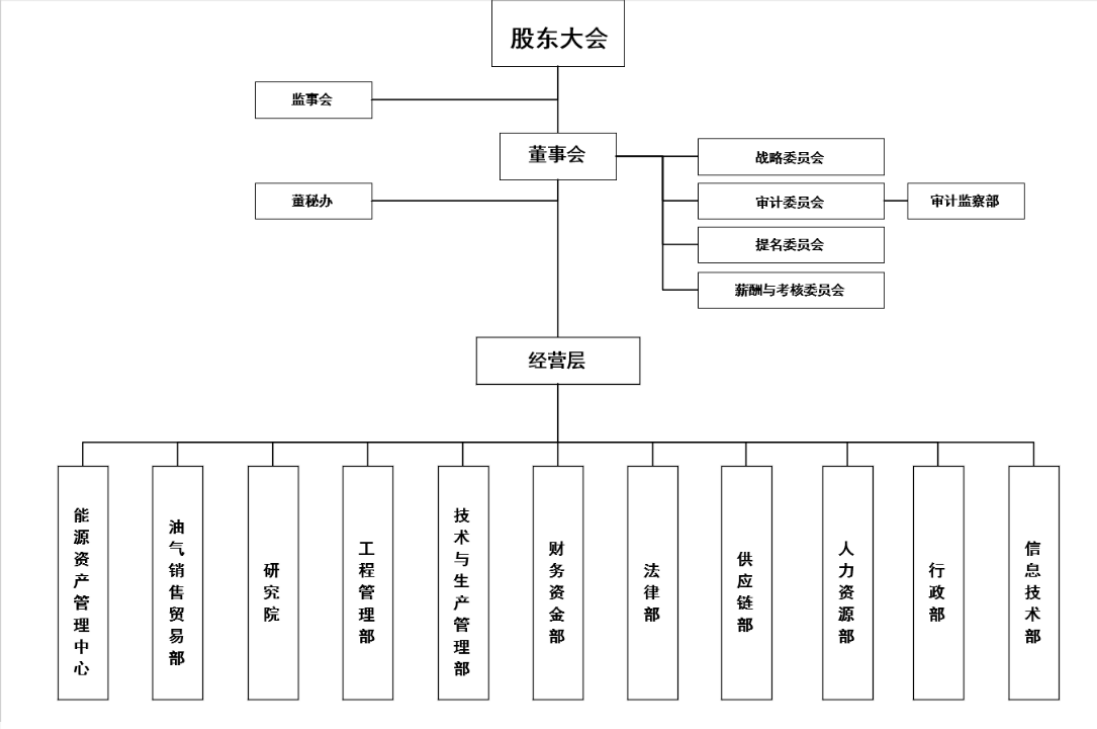 股东大会
监事会
董事会
战略委员会
董秘办
审计委员会
审计监察部
提名委员会
薪酬与考核委员会
经营层
能源资产管理中心
油气销售贸易部
研究院
工程管理部
技术与生产管理部
财务资金部
法律部
供应链部
人力资源部
行政部
信息技术部